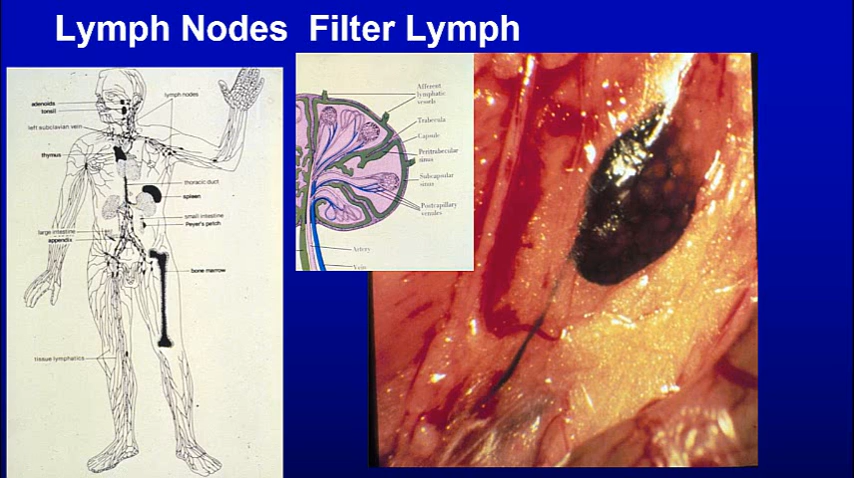 Lymph Nodes Filter Lymph
adenoids
tonsil
lymph nodes
left subclavian vein
thymus
thoracic duct
spleen
small intestine
Peyer's patch
large intestine
appendix
bone marrow
tissue lymphatics
Afferent
lymphatic
vessels
Trabecula
Capsule
Peritrabecular
sinus
Subcapsular
sinus
Postcapillary
venules
Artery
Vein